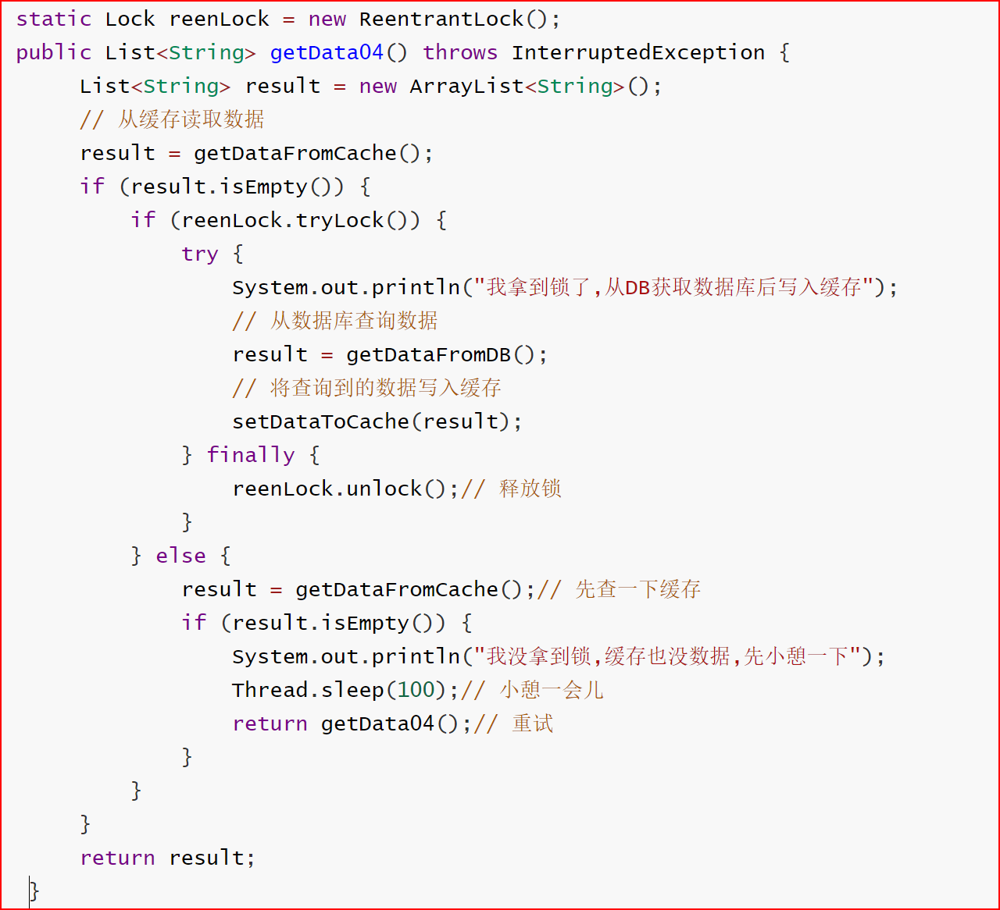 static Lock reenLock = new ReentrantLock();
public List<String> getData04() throws InterruptedException {
List<String> result = new ArrayList<String>();
// 从缓存读取数据
result = getDataFromCache();
if (result.isEmpty()) {
if (reenLock.tryLock()) {
try {
System.out.println("我拿到锁了,从DB获取数据库后写入缓存");
// 从数据库查询数据
result = getDataFromDB();
// 将查询到的数据写入缓存
setDataToCache(result);
} finally {
reenLock.unlock();// 释放锁
}
} else {
result = getDataFromCache();// 先查一下缓存
if (result.isEmpty()) {
System.out.println("我没拿到锁,缓存也没数据,先小憩一下");
Thread.sleep(100);// 小憩一会儿
return getData04();// 重试
}
}
}
return result;
}